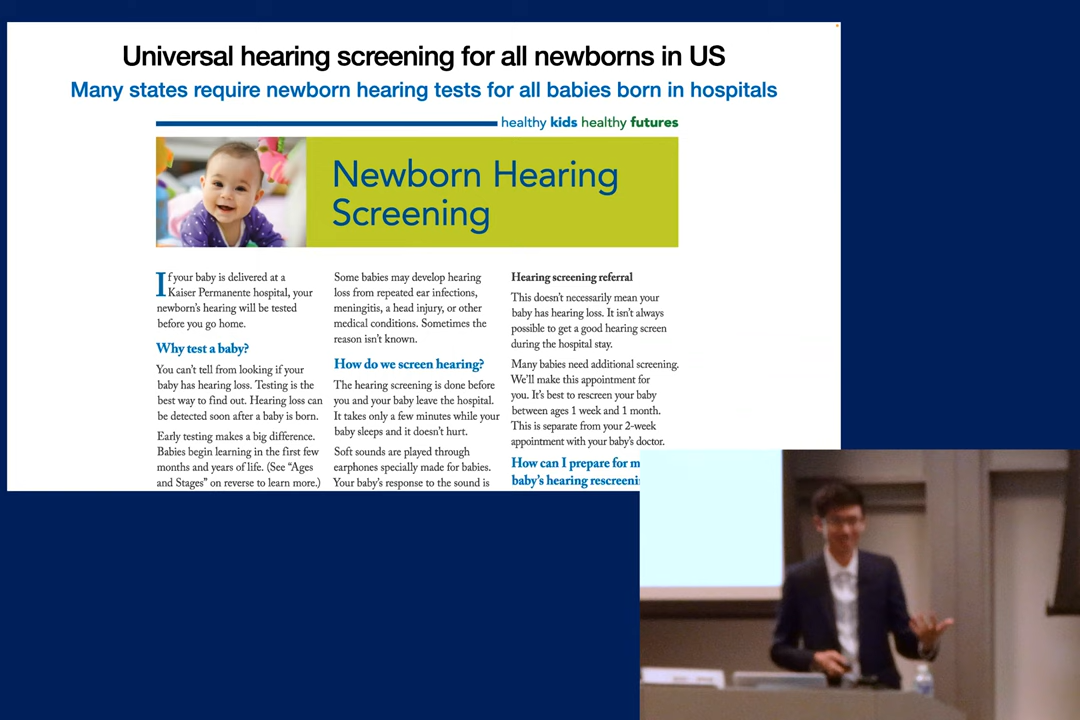 Universal hearing screening for all newborns in US
Many states require newborn hearing tests for all babies born in hospitals
healthy kids healthy futures
Newborn Hearing
Screening
If your baby is delivered at a
Kaiser Permanente hospital, your
newborn's hearing will be tested
before you go home.
Why test a baby?
You can't tell from looking if your
baby has hearing loss. Testing is the
best way to find out. Hearing loss can
be detected soon after a baby is born.
Early testing makes a big difference.
Babies begin learning in the first few
months and years of life. (See “Ages
and Stages” on reverse to learn more.)
Some babies may develop hearing
loss from repeated ear infections,
meningitis, a head injury, or other
medical conditions. Sometimes the
reason isn't known.
How do we screen hearing?
The hearing screening is done before
you and your baby leave the hospital.
It takes only a few minutes while your
baby sleeps and it doesn't hurt.
Soft sounds are played through
earphones specially made for babies.
Your baby's response to the sound is
Hearing screening referral
This doesn't necessarily mean your
baby has hearing loss. It isn't always
possible to get a good hearing screen
during the hospital stay.
Many babies need additional screening.
We'll make this appointment for
you. It's best to rescreen your baby
between ages 1 week and 1 month.
This is separate from your 2-week
appointment with your baby's doctor.
How can I prepare for m
baby's hearing rescreeni